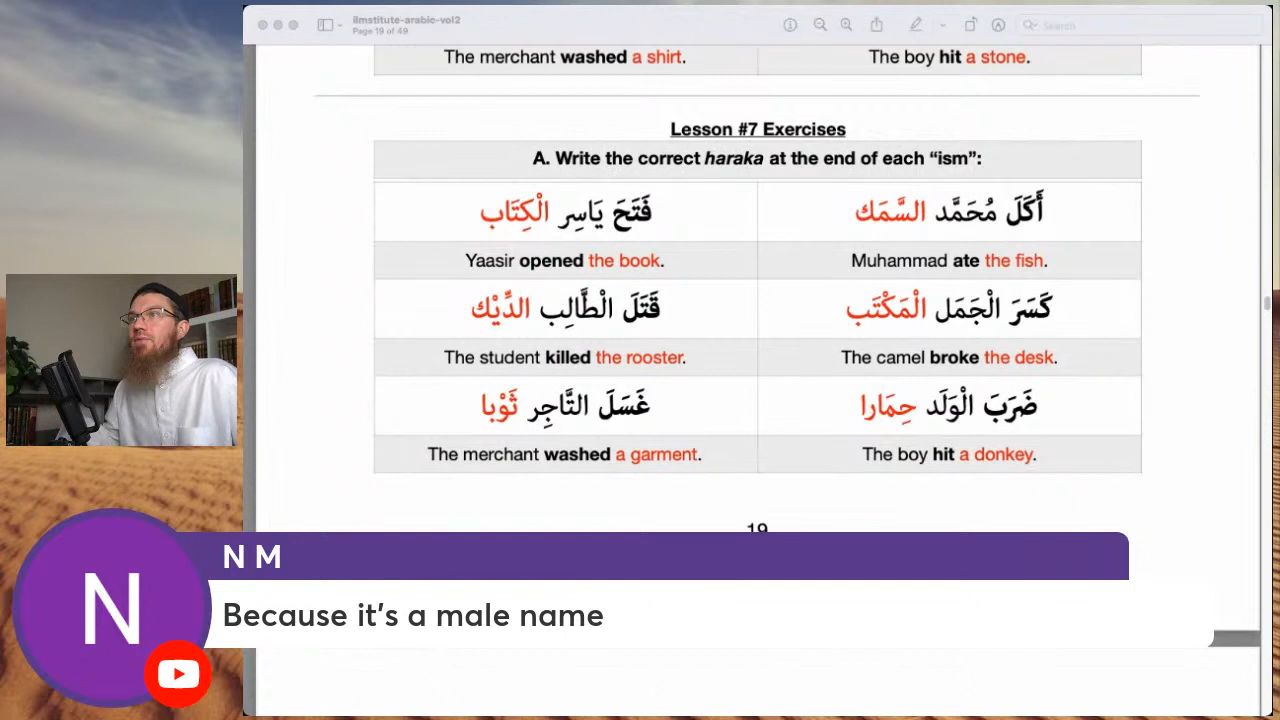 ilmstitute-arabic-vol2
Page 19 of 49
Search
The merchant washed a shirt.
The boy hit a stone.
Lesson #7 Exercises
A. Write the correct haraka at the end of each “ism”:
أَكَلَ مُحَمَّد السَّمَك
فَتَحَ يَاسِر الْكِتَاب
Muhammad ate the fish.
Yaasir opened the book.
كَسَرَ الْجَمَل الْمَكْتَب
قَتَلَ الْطَّالِب الدِّيْك
The camel broke the desk.
The student killed the rooster.
ضَرَبَ الْوَلَد حِمَارا
غَسَلَ التَّاجِر ثَوْبا
The boy hit a donkey.
The merchant washed a garment.
19
N M
N
Because it's a male name